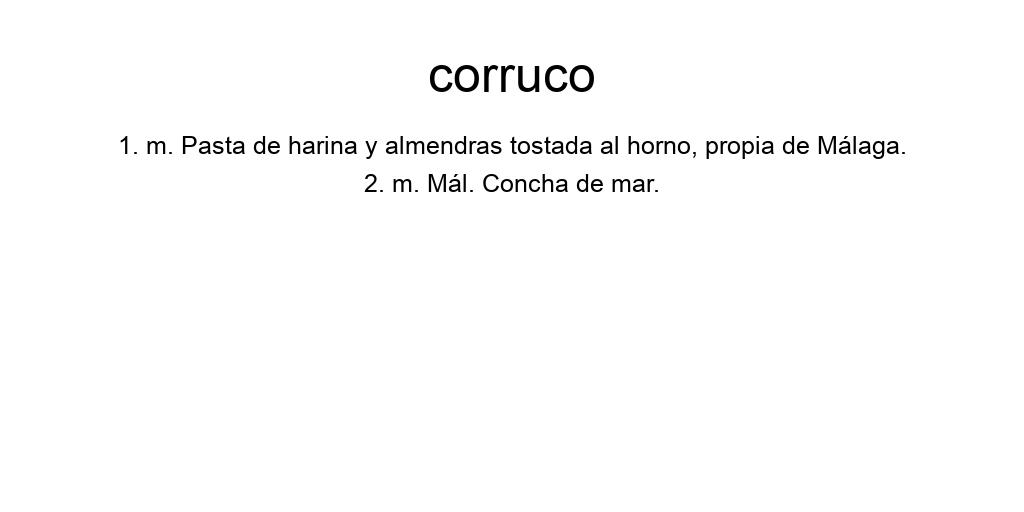 corruco
1. m. Pasta de harina y almendras tostada al horno, propia de Málaga.
2. m. Mál. Concha de mar.